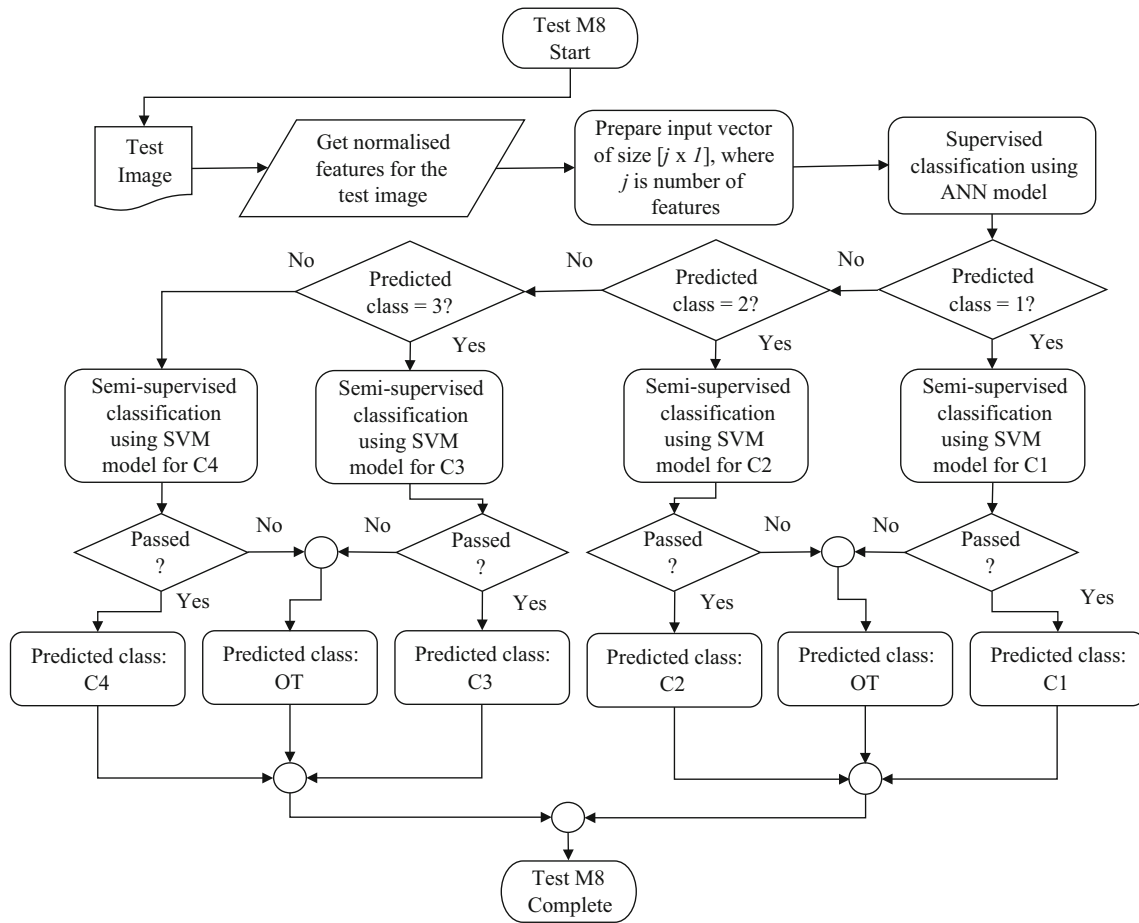 Test M8
Start
Test
Image
Get normalised
features for the
test image
Prepare input vector
of size [j x 1], where
j is number of
features
Supervised
classification using
ANN model
No
Predicted
class = 3?
No
Predicted
class = 2?
No
Predicted
class = 1?
Yes
Yes
Yes
Semi-supervised
classification
using SVM
model for C4
Semi-supervised
classification
using SVM
model for C3
Semi-supervised
classification
using SVM
model for C2
Semi-supervised
classification
using SVM
model for C1
Passed
?
No
No
Passed
?
Passed
?
No
No
Passed
?
Yes
Yes
Yes
Yes
Predicted class:
C4
Predicted class:
OT
Predicted class:
C3
Predicted class:
C2
Predicted class:
OT
Predicted class:
C1
Test M8
Complete